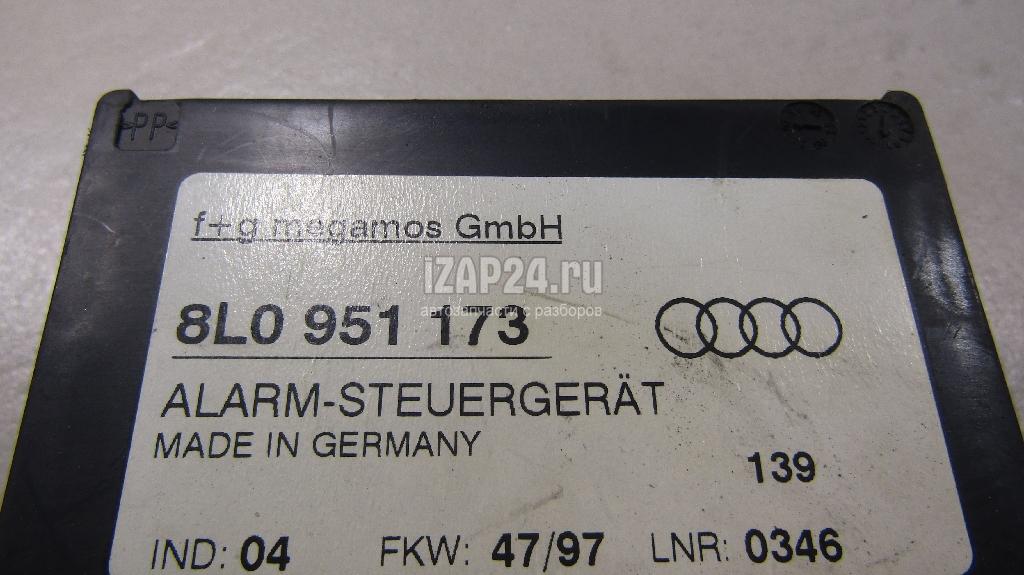 >PP<
f+g megamos GmbH
iZAP24.ru
автозапчасти с разборов
8L0 951 173
ALARM-STEUERGERÄT
MADE IN GERMANY
139
IND: 04 FKW: 47/97 LNR: 0346